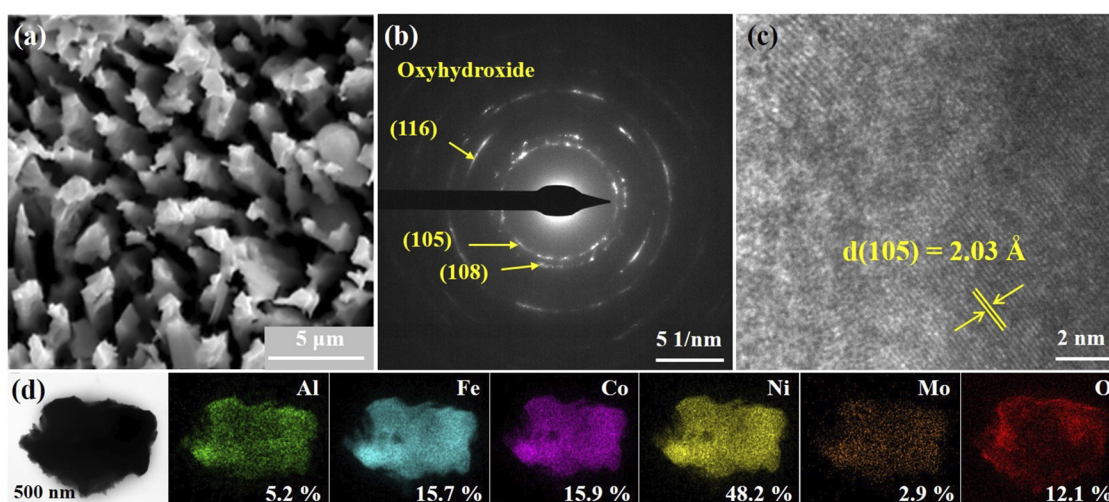 (a)
5 μm
(b)
Oxyhydroxide
(116)
(105)
(108)
5 1/nm
(c)
d(105) = 2.03 Å
2 nm
(d)
500 nm
Al
5.2 %
Fe
15.7 %
Co
15.9 %
Ni
48.2 %
Mo
2.9 %
O
12.1 %